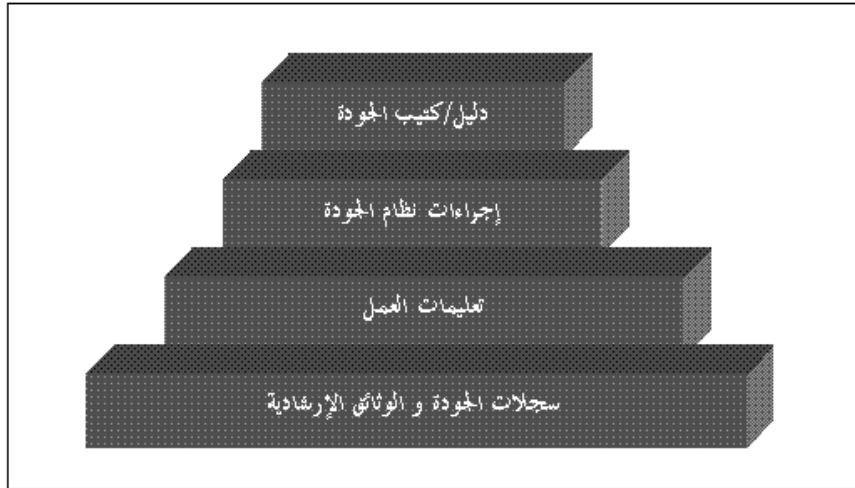 دليل/كتيب الجودة
إجراءات نظام الجودة
تعليمات العمل
سجلات الجودة و الوثائق الإرشادية